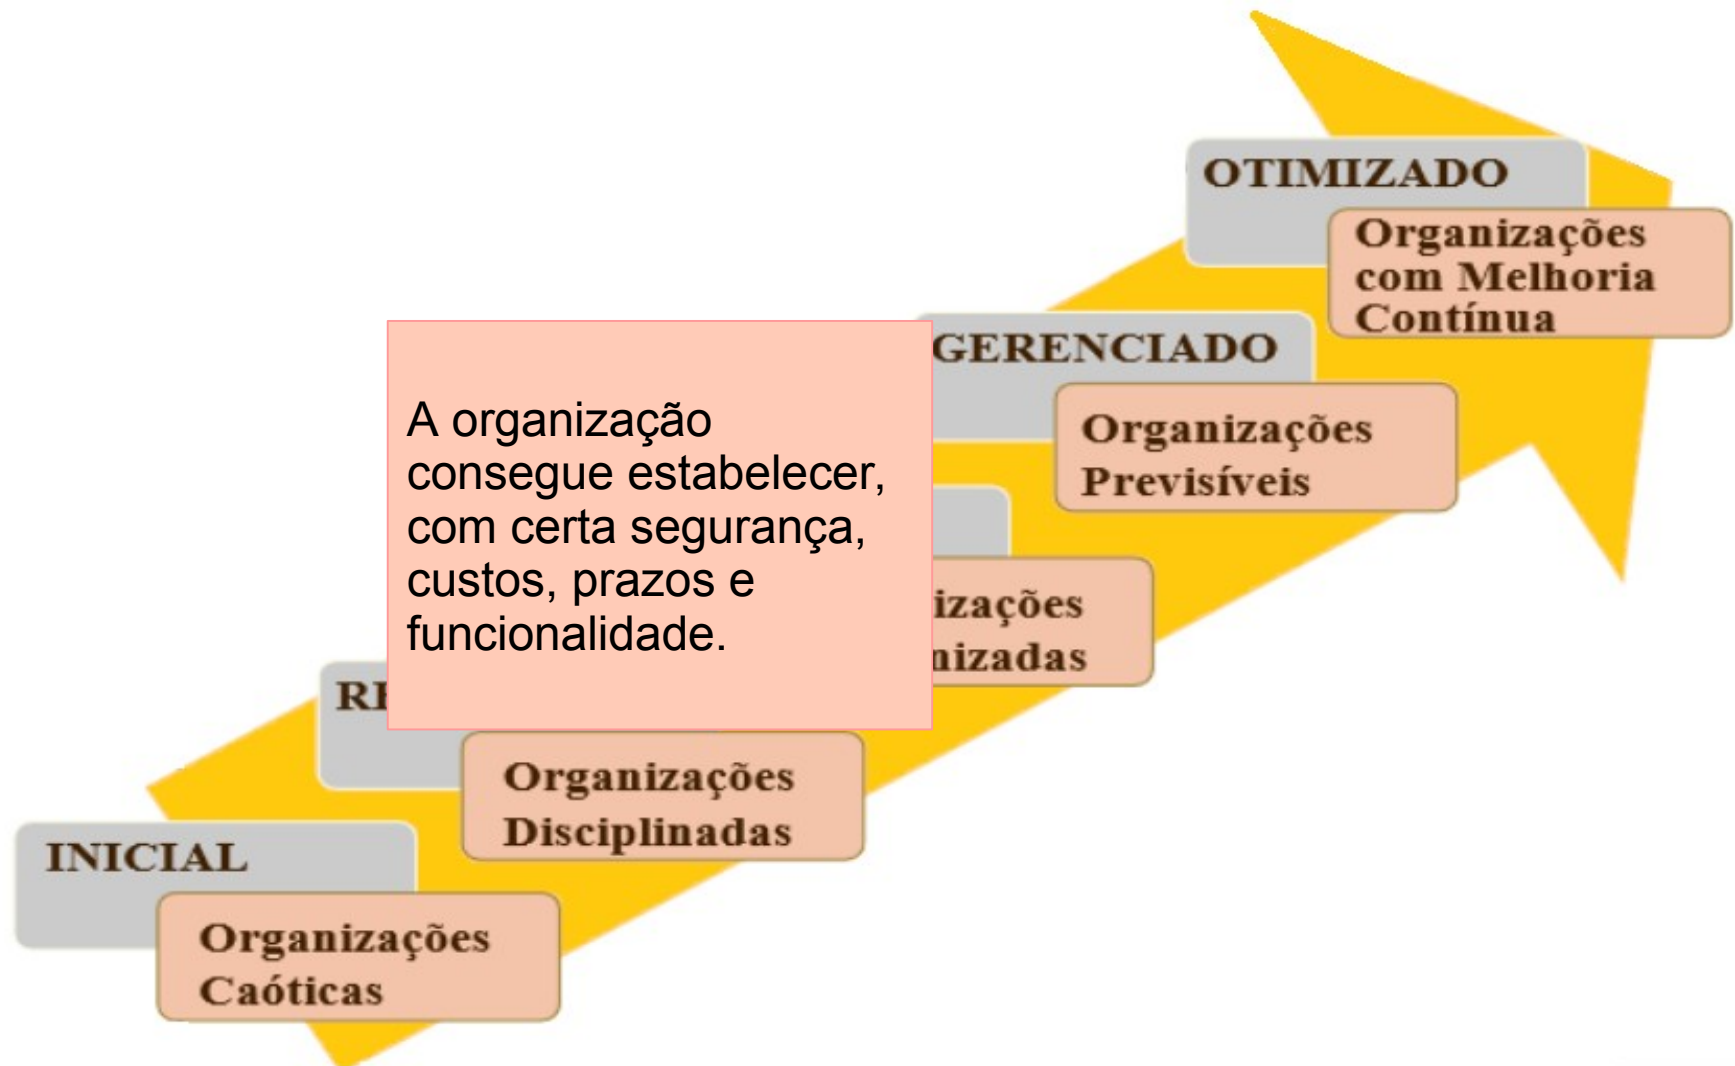 OTIMIZADO
Organizações
com Melhoria
Contínua
GERENCIADO
Organizações
Previsíveis
A organização
consegue estabelecer,
com certa segurança,
custos, prazos e
funcionalidade.
izações
nizadas
Organizações
Disciplinadas
INICIAL
Organizações
Caóticas